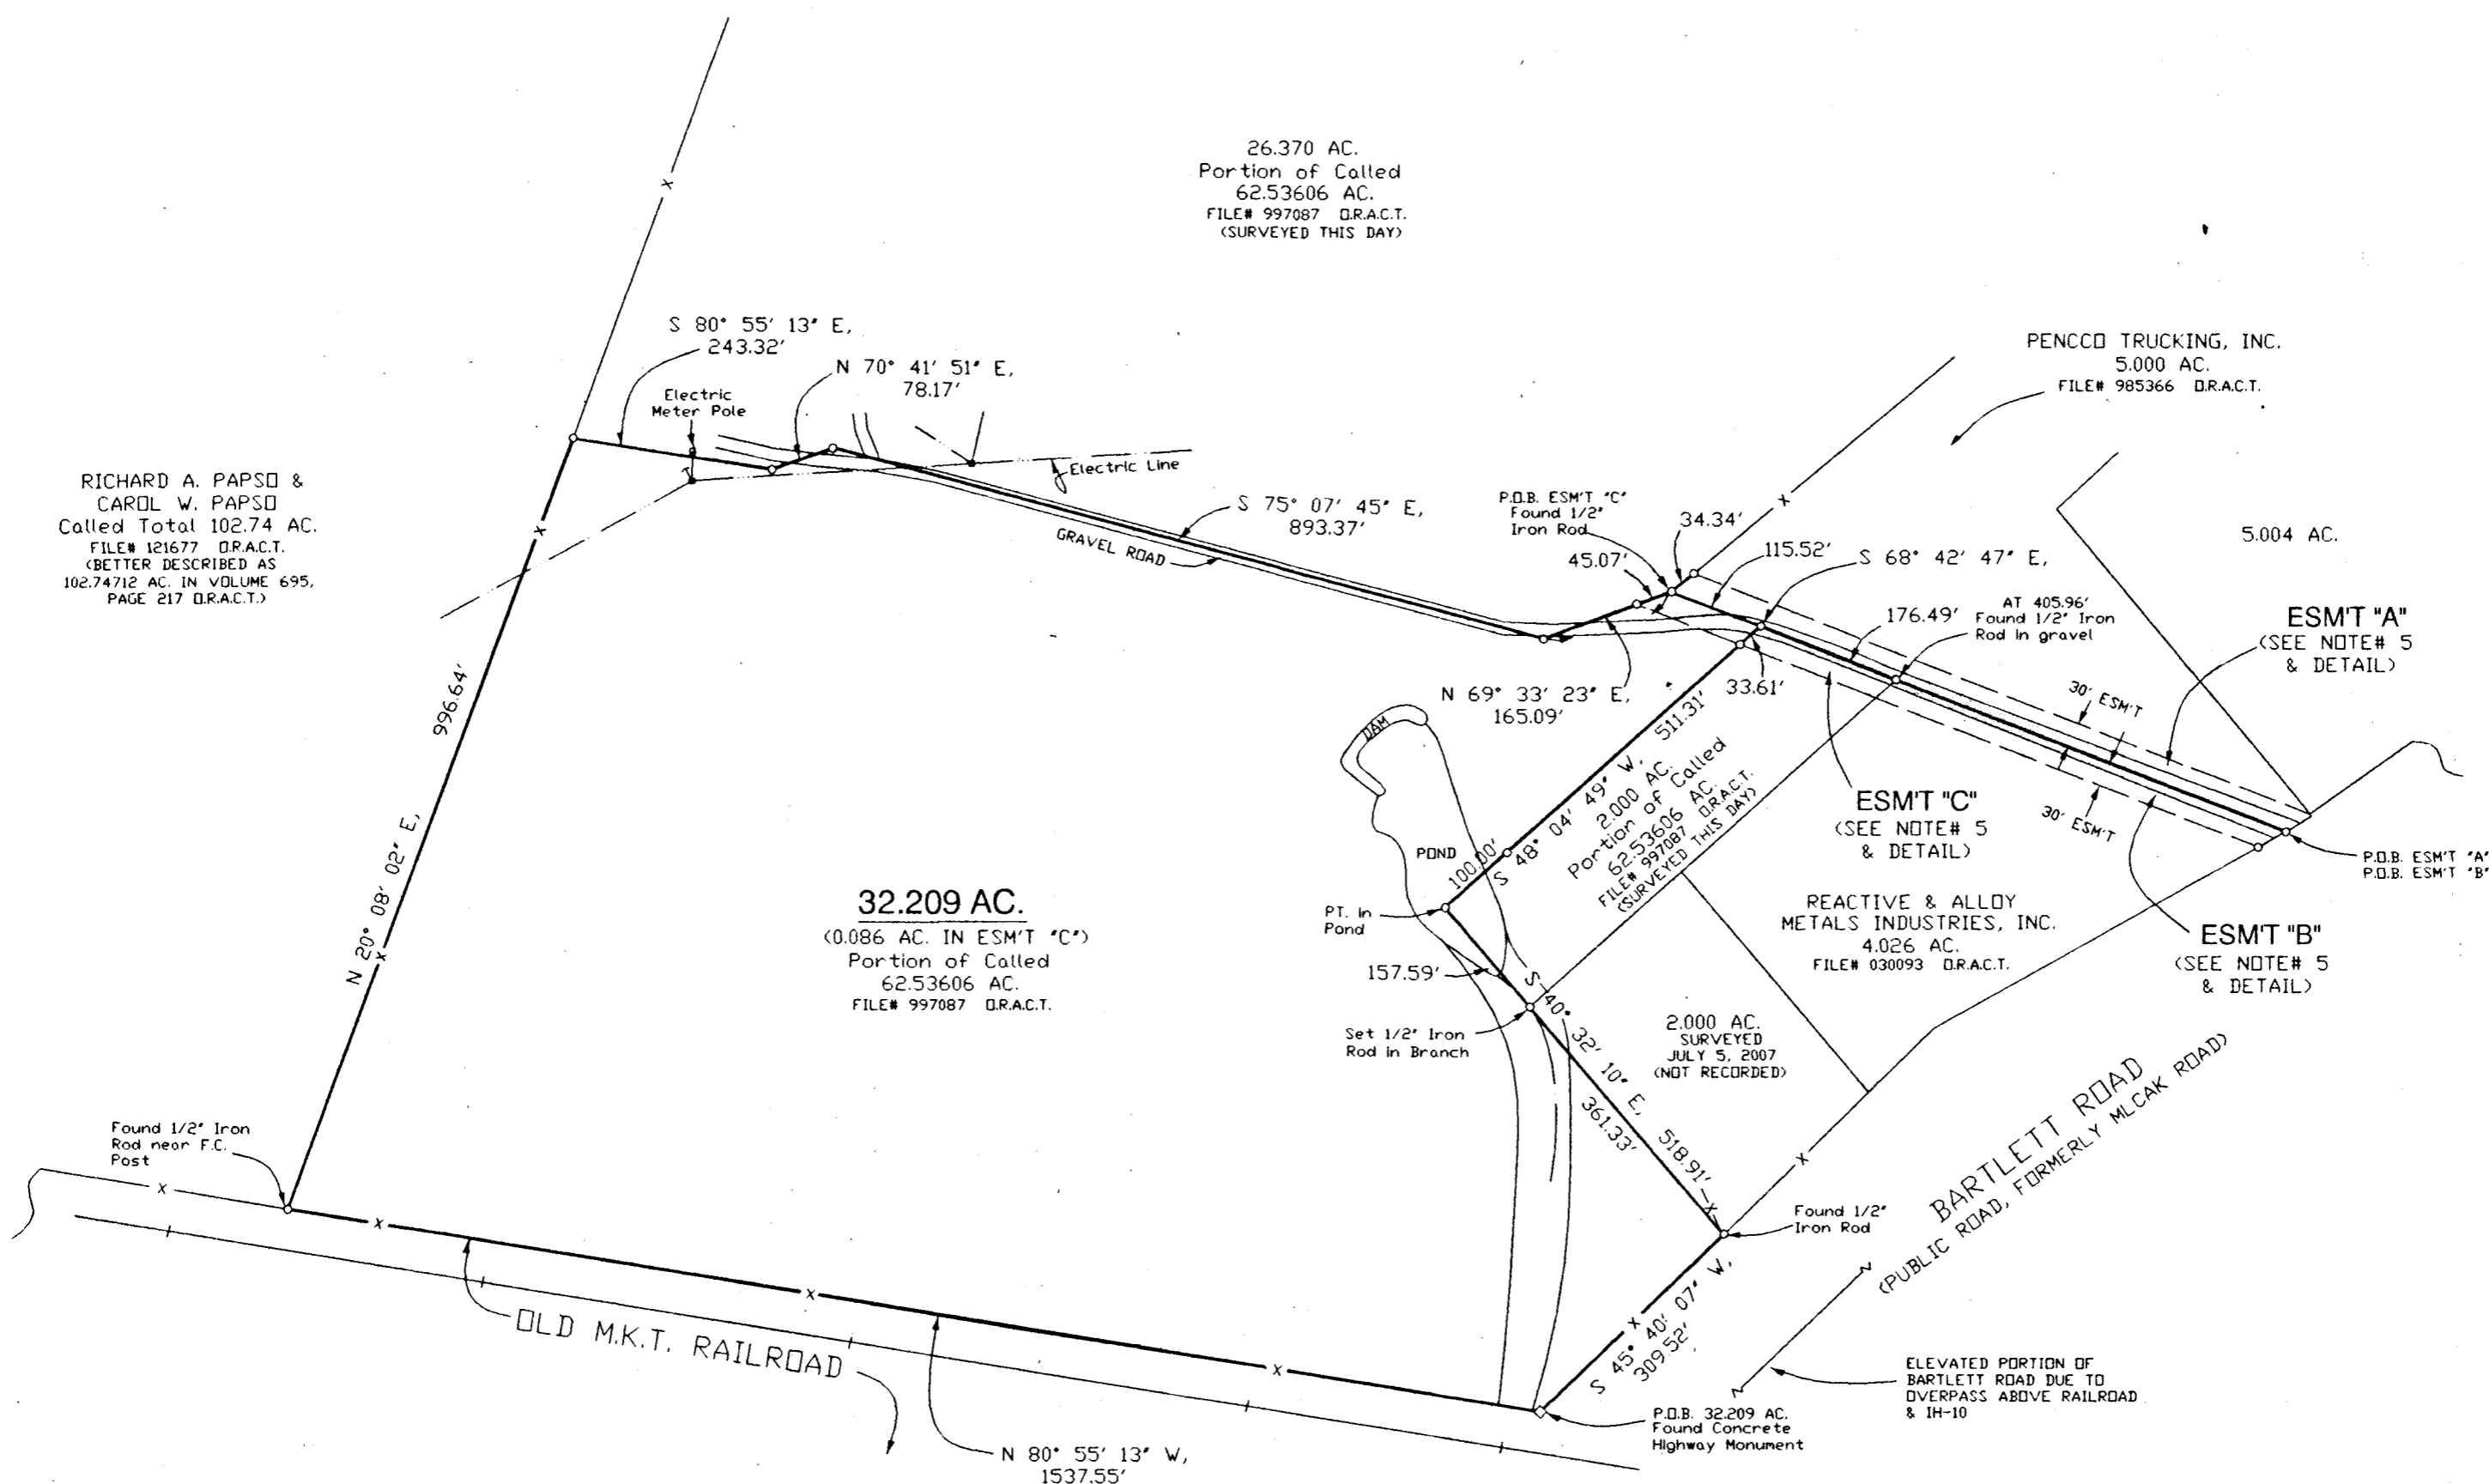 26.370 AC.
Portion of Called
62.53606 AC.
FILE# 997087 O.R.A.C.T.
(SURVEYED THIS DAY)
S 80° 55' 13" E,
243.32'
N 70° 41' 51" E,
78.17'
Electric
Meter Pole
Electric Line
PENCCO TRUCKING, INC.
5.000 AC.
FILE# 985366 O.R.A.C.T.
RICHARD A. PAPSO &
CAROL W. PAPSO
Called Total 102.74 AC.
FILE# 121677 O.R.A.C.T.
(BETTER DESCRIBED AS
102.74712 AC. IN VOLUME 695,
PAGE 217 O.R.A.C.T.)
S 75° 07' 45" E,
893.37'
GRAVEL ROAD
P.O.B. ESM'T "C"
Found 1/2"
Iron Rod
34.34'
45.07'
115.52'
S 68° 42' 47" E,
176.49'
AT 405.96'
Found 1/2" Iron
Rod In gravel
5.004 AC.
ESM'T "A"
(SEE NOTE# 5
& DETAIL)
30' ESM'T
30' ESM'T
N 69° 33' 23" E,
165.09'
33.61'
S 48° 04' 49" W, 511.31'
100.00'
2.000 AC.
Portion of Called
62.53606 AC.
FILE# 997087 O.R.A.C.T.
(SURVEYED THIS DAY)
ESM'T "C"
(SEE NOTE# 5
& DETAIL)
P.O.B. ESM'T "A"
P.O.B. ESM'T "B"
ESM'T "B"
(SEE NOTE# 5
& DETAIL)
REACTIVE & ALLOY
METALS INDUSTRIES, INC.
4.026 AC.
FILE# 030093 O.R.A.C.T.
DAM
POND
PT. In
Pond
157.59'
N 20° 08' 02" E, 996.64'
32.209 AC.
(0.086 AC. IN ESM'T "C")
Portion of Called
62.53606 AC.
FILE# 997087 O.R.A.C.T.
Set 1/2" Iron
Rod in Branch
S 40° 32' 10" E, 518.91'
361.33'
2.000 AC.
SURVEYED
JULY 5, 2007
(NOT RECORDED)
BARTLETT ROAD
(PUBLIC ROAD, FORMERLY MLCAK ROAD)
Found 1/2" Iron
Rod near F.C.
Post
Found 1/2"
Iron Rod
S 45° 40' 07" W,
309.52'
OLD M.K.T. RAILROAD
N 80° 55' 13" W,
1537.55'
P.O.B. 32.209 AC.
Found Concrete
Highway Monument
ELEVATED PORTION OF
BARTLETT ROAD DUE TO
OVERPASS ABOVE RAILROAD
& IH-10